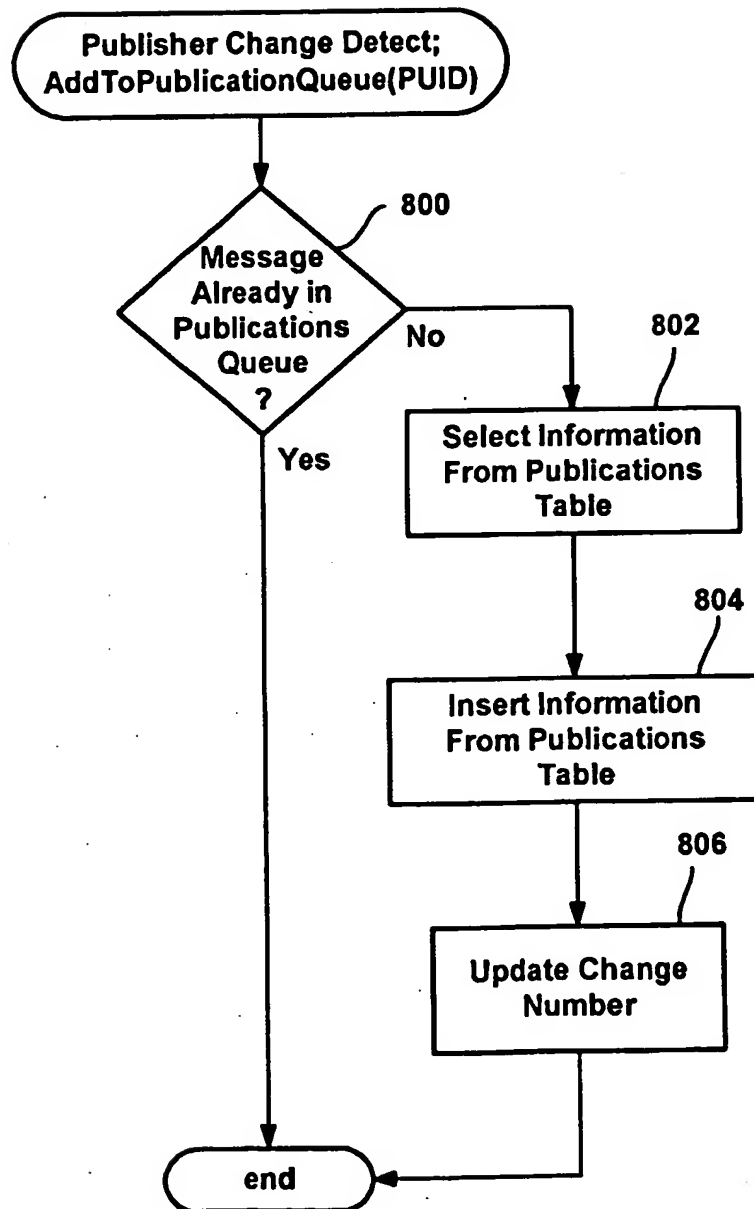 Publisher Change Detect;
AddToPublicationQueue(PUID)
800
Message
Already in
Publications
Queue
?
No
Yes
802
Select Information
From Publications
Table
804
Insert Information
From Publications
Table
806
Update Change
Number
end